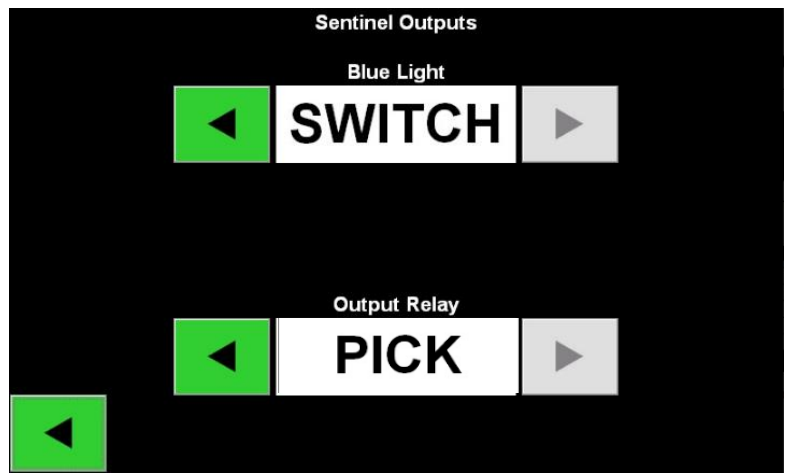 Sentinel Outputs
Blue Light
SWITCH
Output Relay
PICK